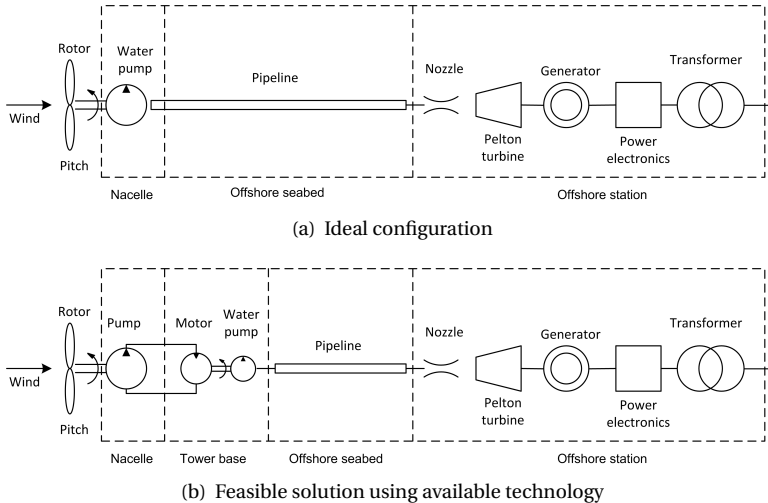 Rotor
Water
pump
Pipeline
Nozzle
Generator
Transformer
Wind
Pitch
Pelton
turbine
Power
electronics
Nacelle
Offshore seabed
Offshore station
(a) Ideal configuration
Rotor
Pump
Motor
Water
pump
Pipeline
Nozzle
Generator
Transformer
Wind
Pitch
Pelton
turbine
Power
electronics
Nacelle
Tower base
Offshore seabed
Offshore station
(b) Feasible solution using available technology